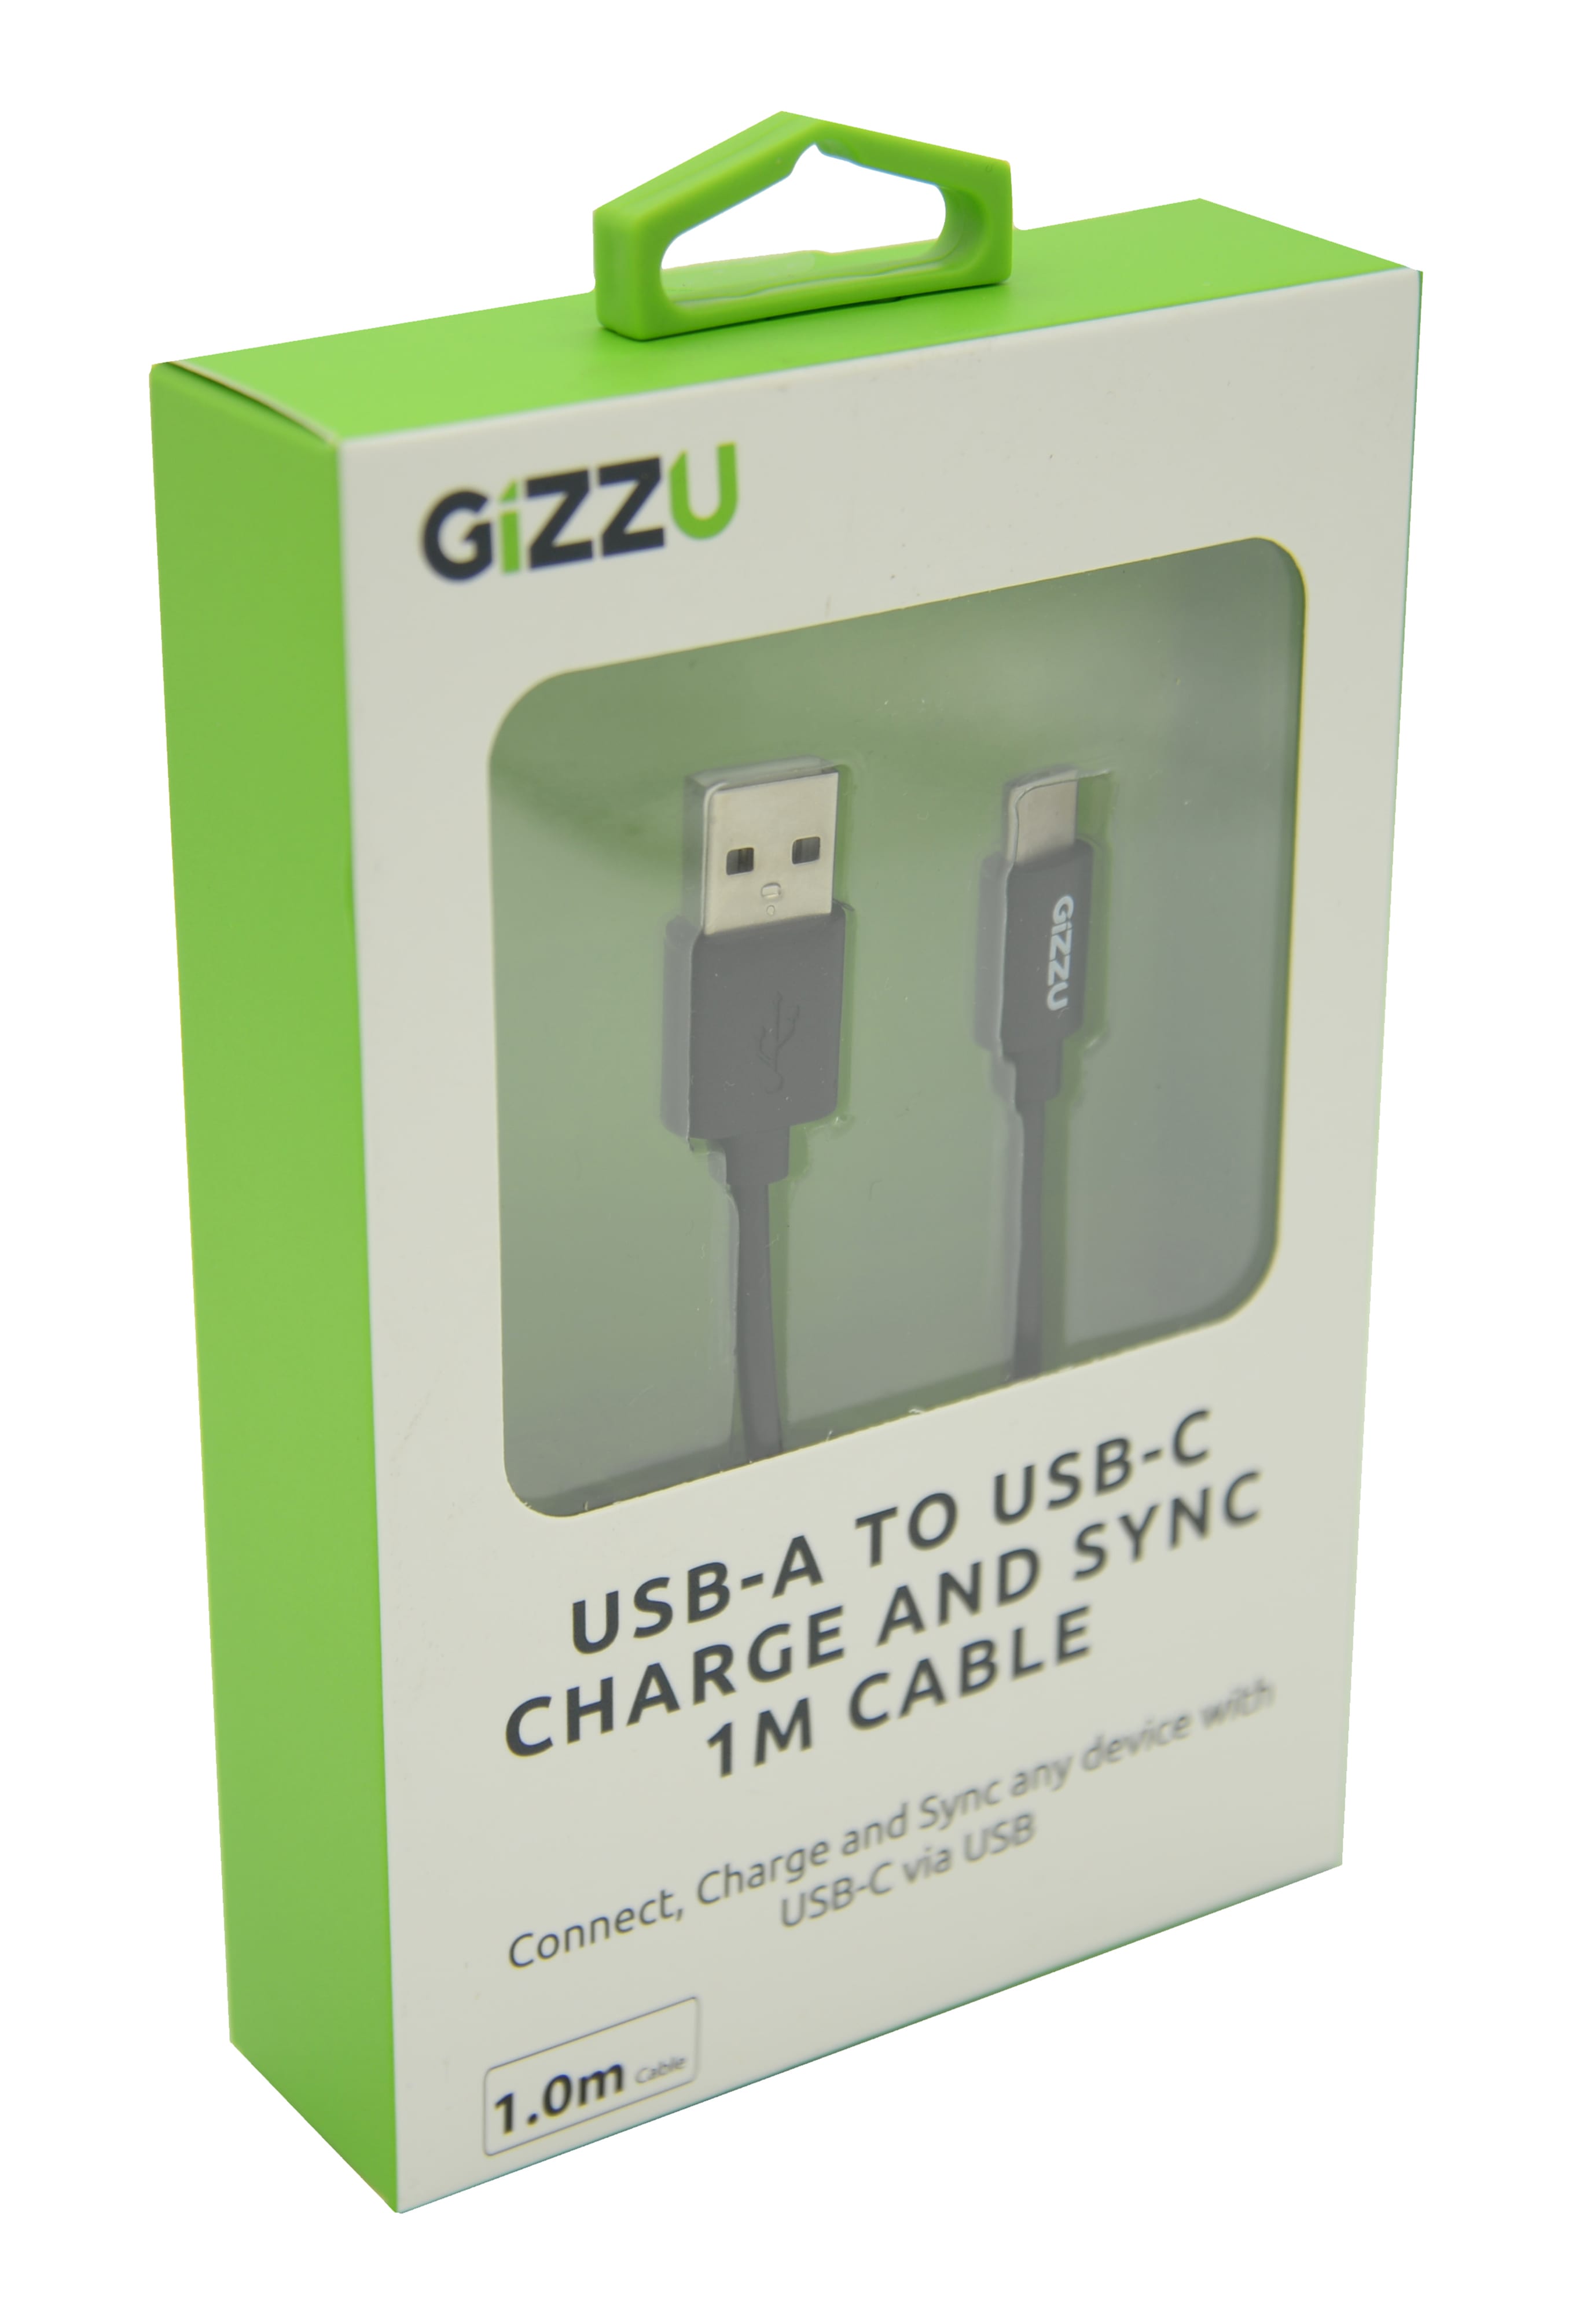 GiZZU
GiZZU
USB-A TO USB-C
CHARGE AND SYNC
1M CABLE
Connect, Charge and Sync any device with
USB-C via USB
1.0m Cable